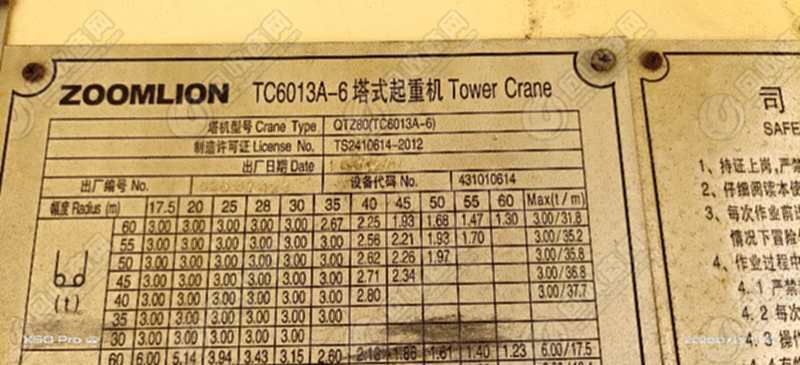 ZOOMLION TC6013A-6 塔式起重机 Tower Crane
塔机型号 Crane Type QTZ80(TC6013A-6)
制造许可证 License No. TS2410614-2012
出厂日期 Date
出厂编号 No. 设备代码 No. 431010614
幅度 Radius (m) 17.5 20 25 28 30 35 40 45 50 55 60 Max(t/m)
60 3.00 3.00 3.00 3.00 3.00 2.67 2.25 1.93 1.68 1.47 1.30 3.00/31.8
55 3.00 3.00 3.00 3.00 3.00 3.00 2.56 2.21 1.93 1.70 3.00/35.2
50 3.00 3.00 3.00 3.00 3.00 3.00 2.62 2.26 1.97 3.00/35.8
45 3.00 3.00 3.00 3.00 3.00 3.00 2.71 2.34 3.00/36.8
40 3.00 3.00 3.00 3.00 3.00 3.00 2.80 3.00/37.7
(t)
35 3.00 3.00 3.00 3.00 3.00 3.00
30 3.00 3.00 3.00 3.00 3.00
60 6.00 5.14 3.94 3.43 3.15 2.60 2.18 1.86 1.61 1.40 1.23 6.00/17.5
司
SAFE
1、持证上岗,严禁
2、仔细阅读本使
3、每次作业前
情况下冒险
4、作业过程中
4.1 严禁
4.2 每次
4.3 操作